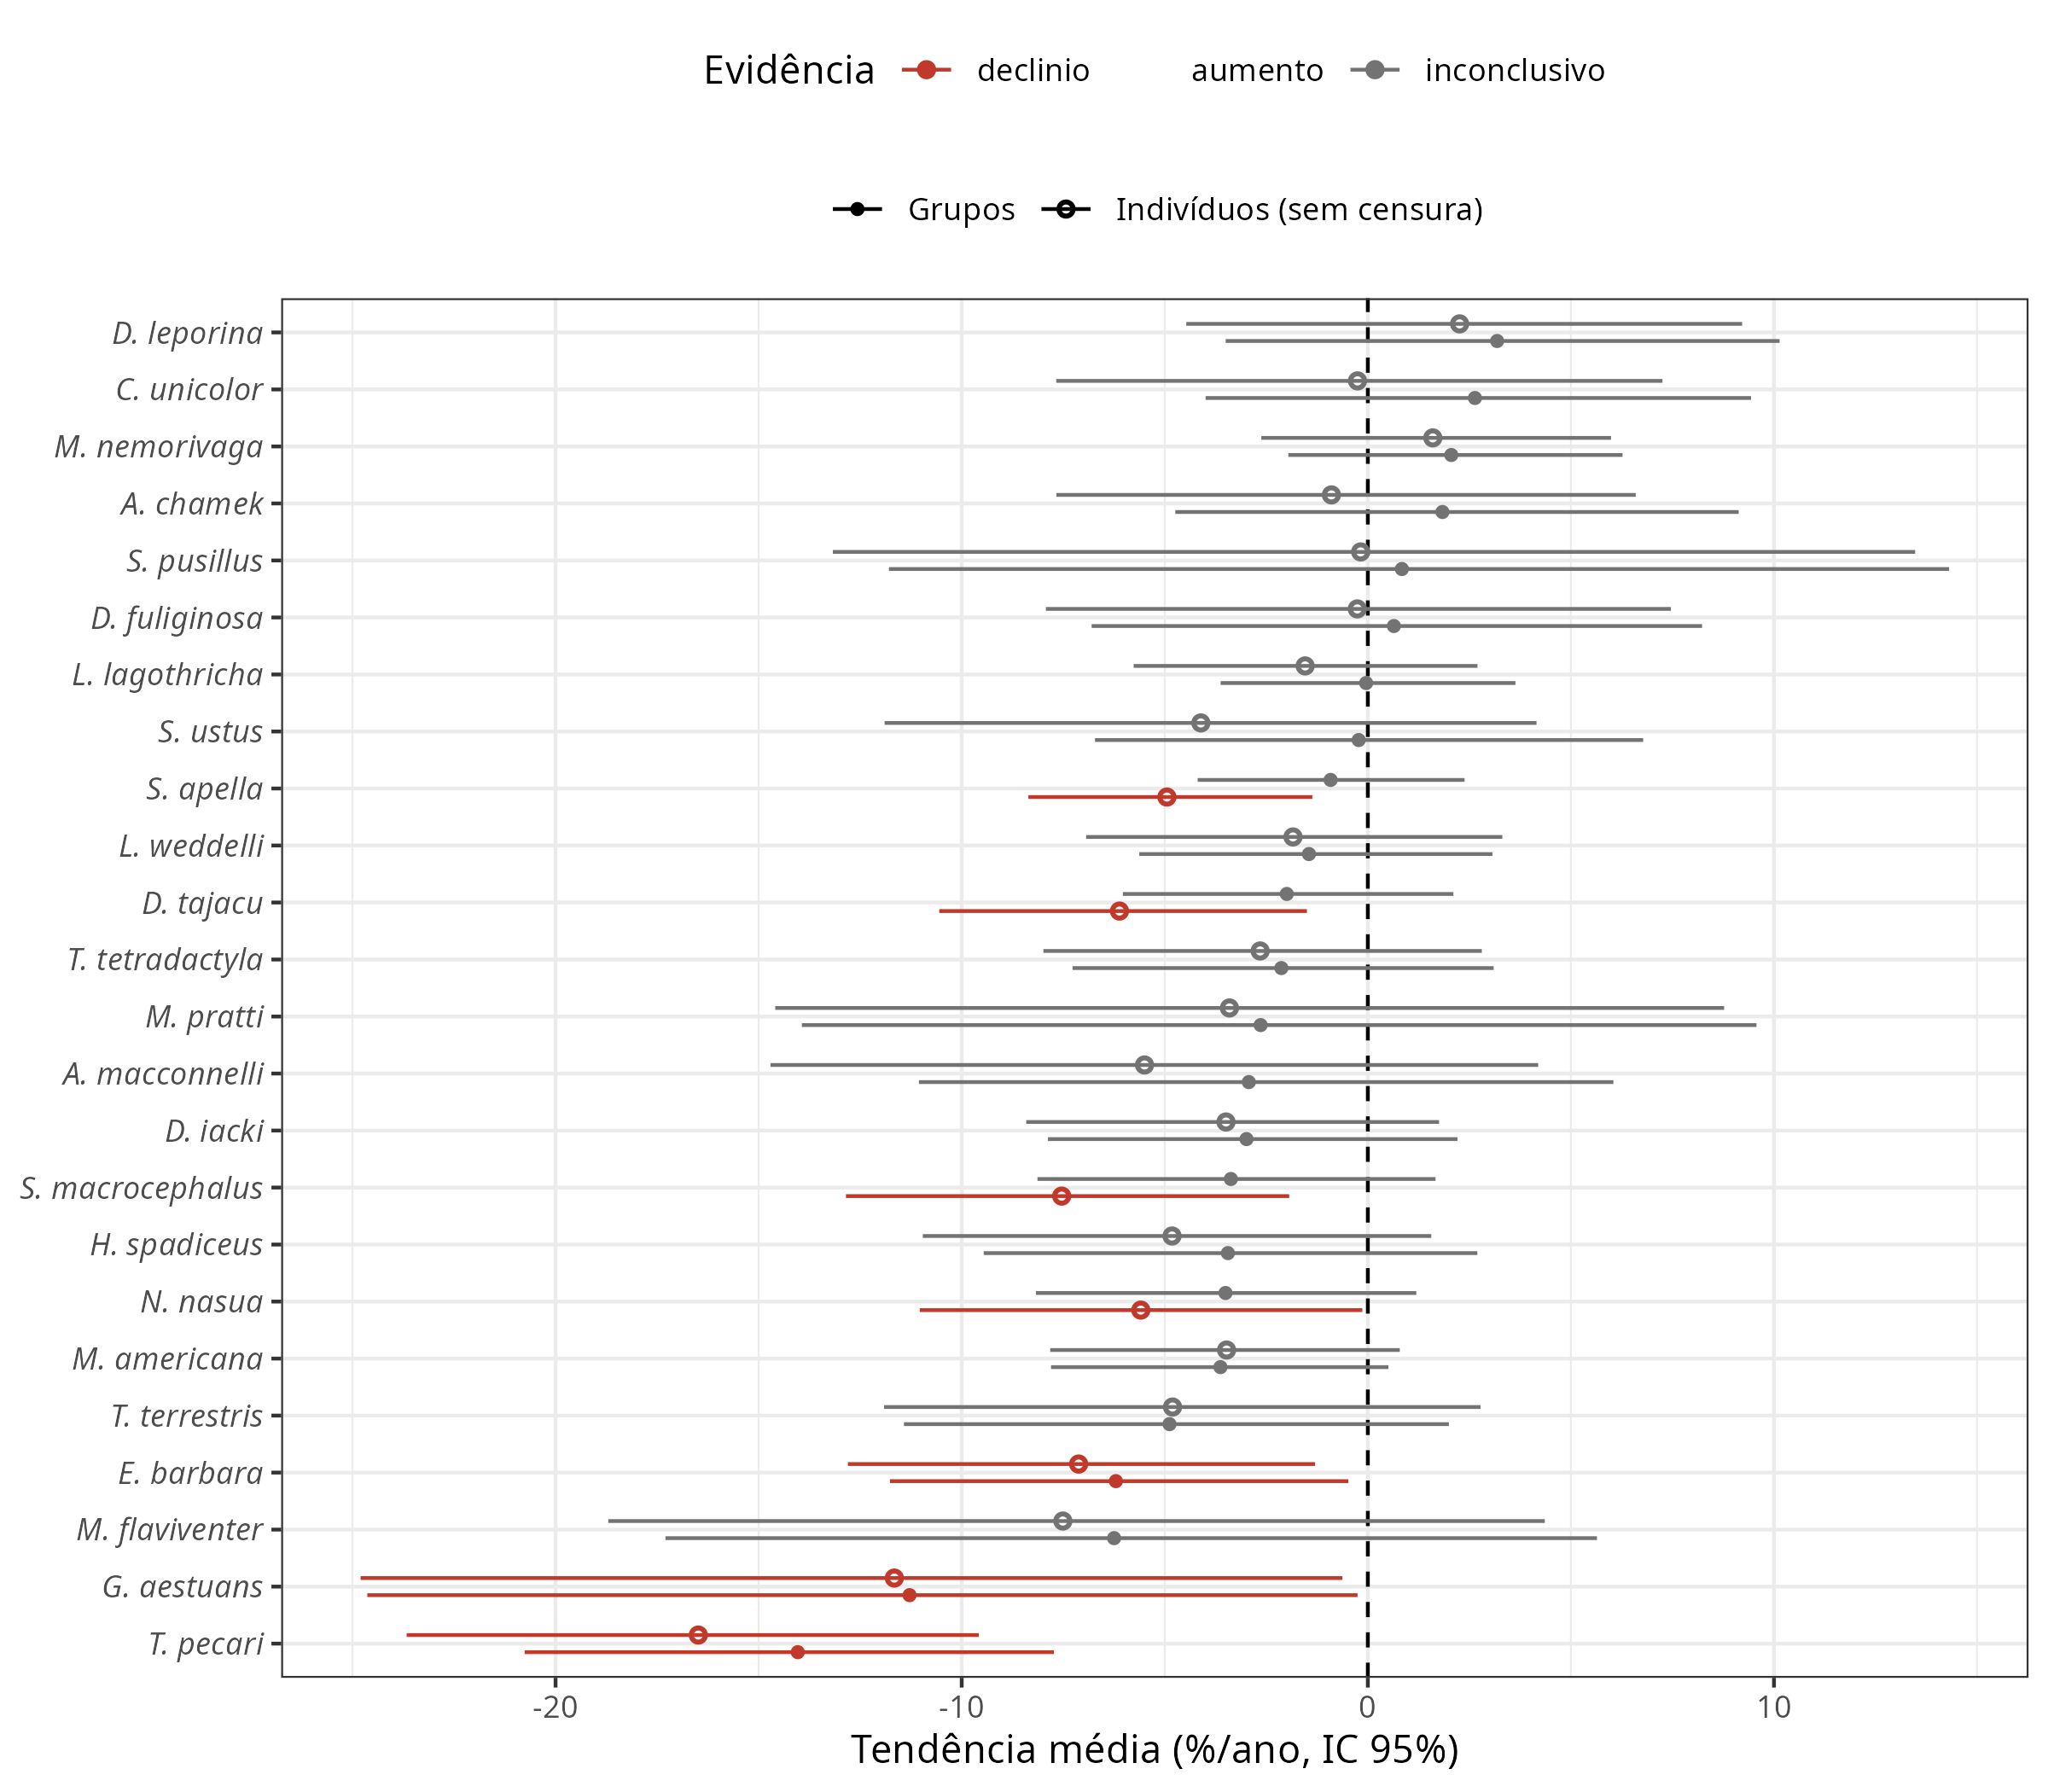 Evidência declinio aumento inconclusivo
Grupos Indivíduos (sem censura)
D. leporina
C. unicolor
M. nemorivaga
A. chamek
S. pusillus
D. fuliginosa
L. lagothricha
S. ustus
S. apella
L. weddelli
D. tajacu
T. tetradactyla
M. pratti
A. macconnelli
D. iacki
S. macrocephalus
H. spadiceus
N. nasua
M. americana
T. terrestris
E. barbara
M. flaviventer
G. aestuans
T. pecari
-20 -10 0 10
Tendência média (%/ano, IC 95%)